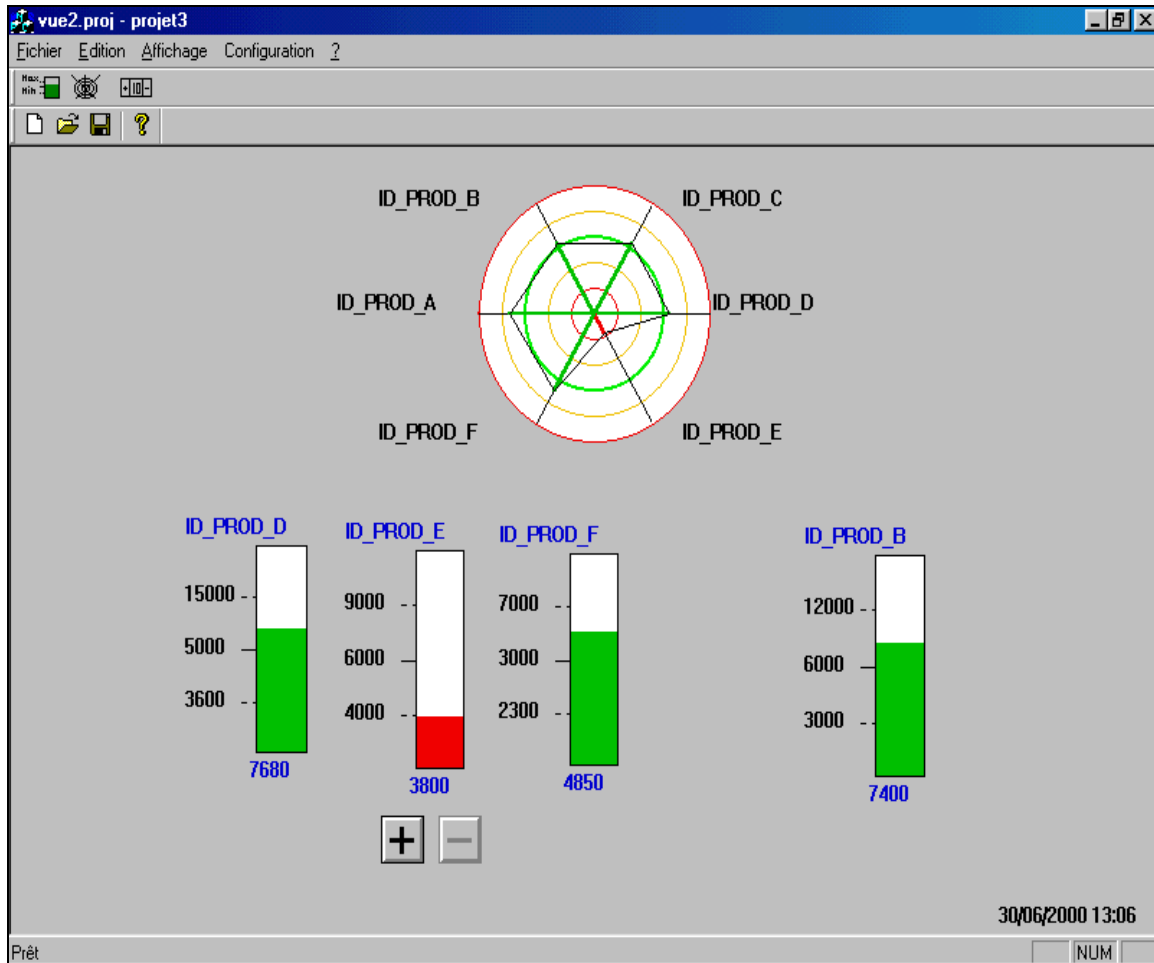 vue2.proj - projet3
Fichier Edition Affichage Configuration ?
Max
Min
+ID-
ID_PROD_B ID_PROD_C
ID_PROD_A ID_PROD_D
ID_PROD_F ID_PROD_E
ID_PROD_D
15000
5000
3600
7680
ID_PROD_E
9000
6000
4000
3800
ID_PROD_F
7000
3000
2300
4850
ID_PROD_B
12000
6000
3000
7400
30/06/2000 13:06
Prêt NUM